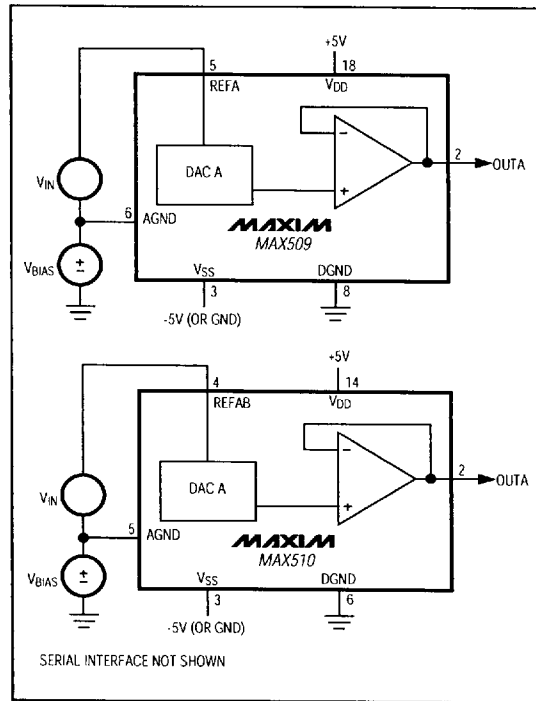 +5V
5
18
REFA
VDD
DAC A
-
+
2
OUTA
VIN
6
AGND
MAXIM
MAX509
VBIAS
+
-
VSS
DGND
3
8
-5V (OR GND)
+5V
4
14
REFAB
VDD
DAC A
-
+
2
OUTA
VIN
5
AGND
MAXIM
MAX510
VBIAS
+
-
VSS
DGND
3
6
-5V (OR GND)
SERIAL INTERFACE NOT SHOWN